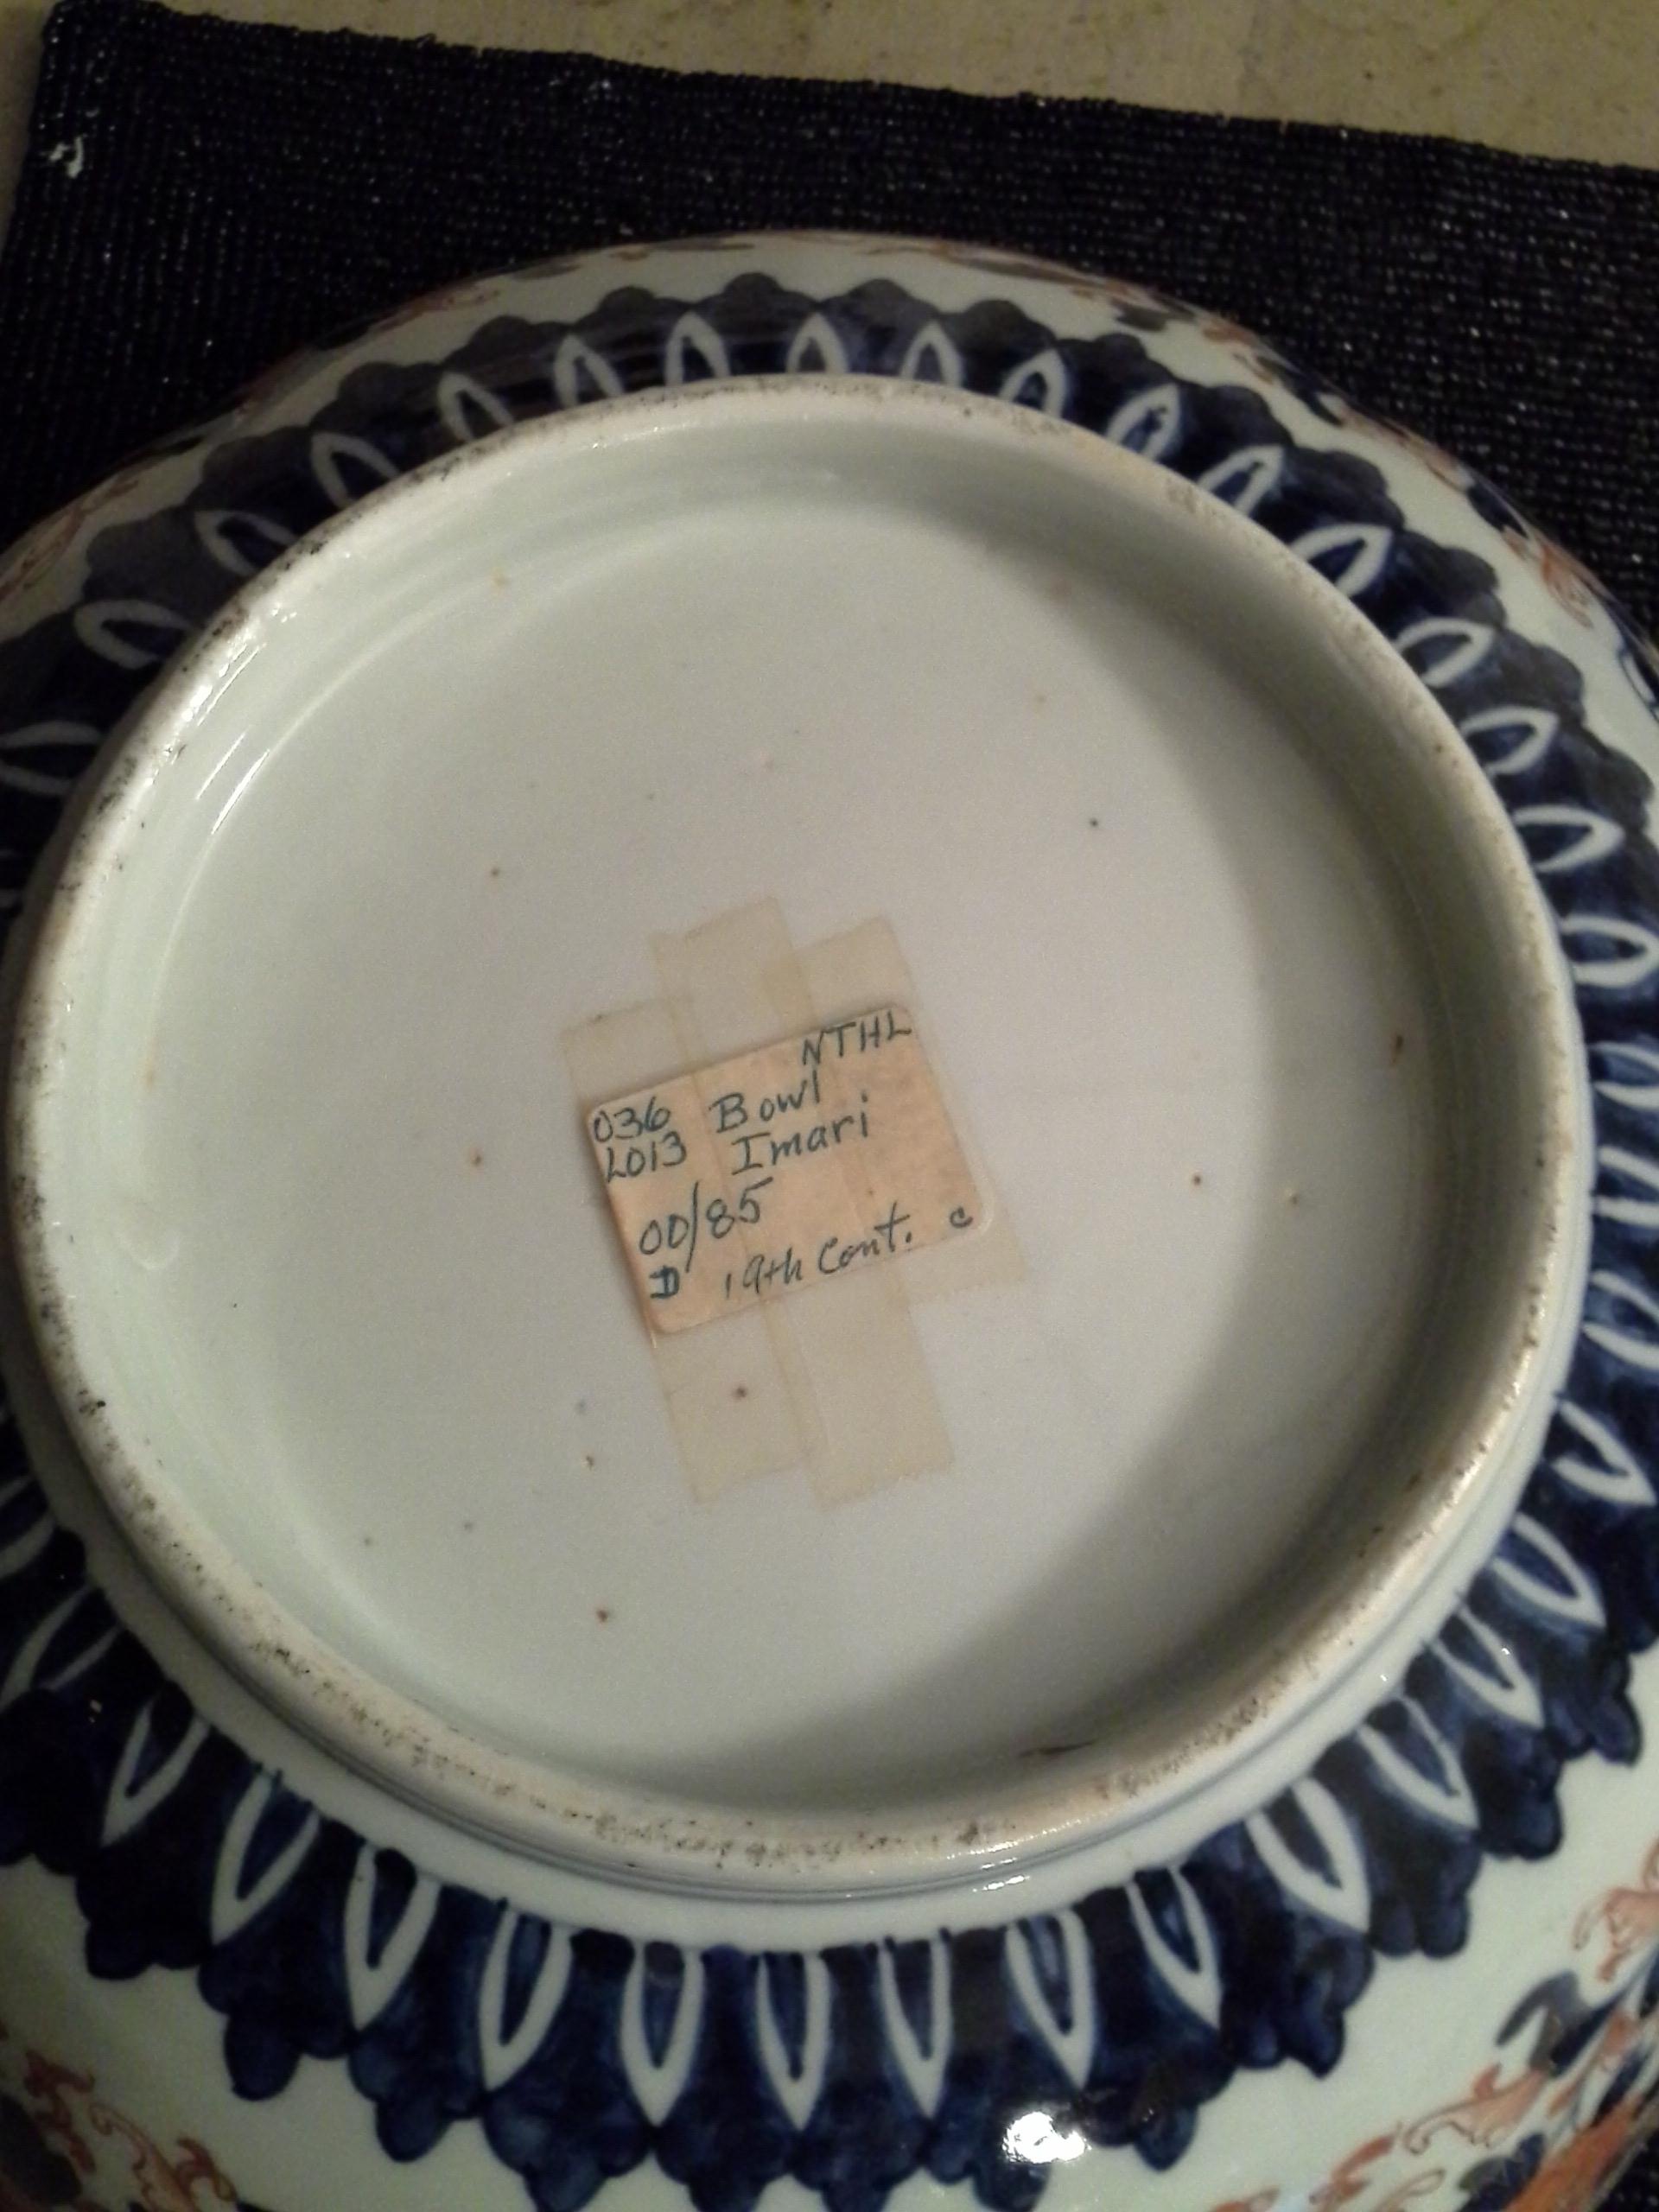 NTHL
036 Bowl
L013 Imari
00/85
D 19th Cent. c